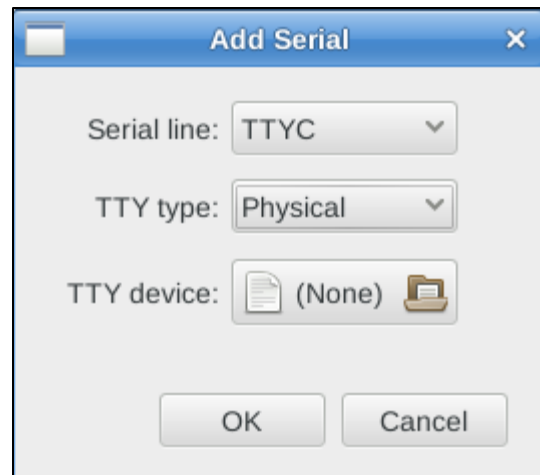 Add Serial
Serial line: TTYC
TTY type: Physical
TTY device: (None)
OK Cancel